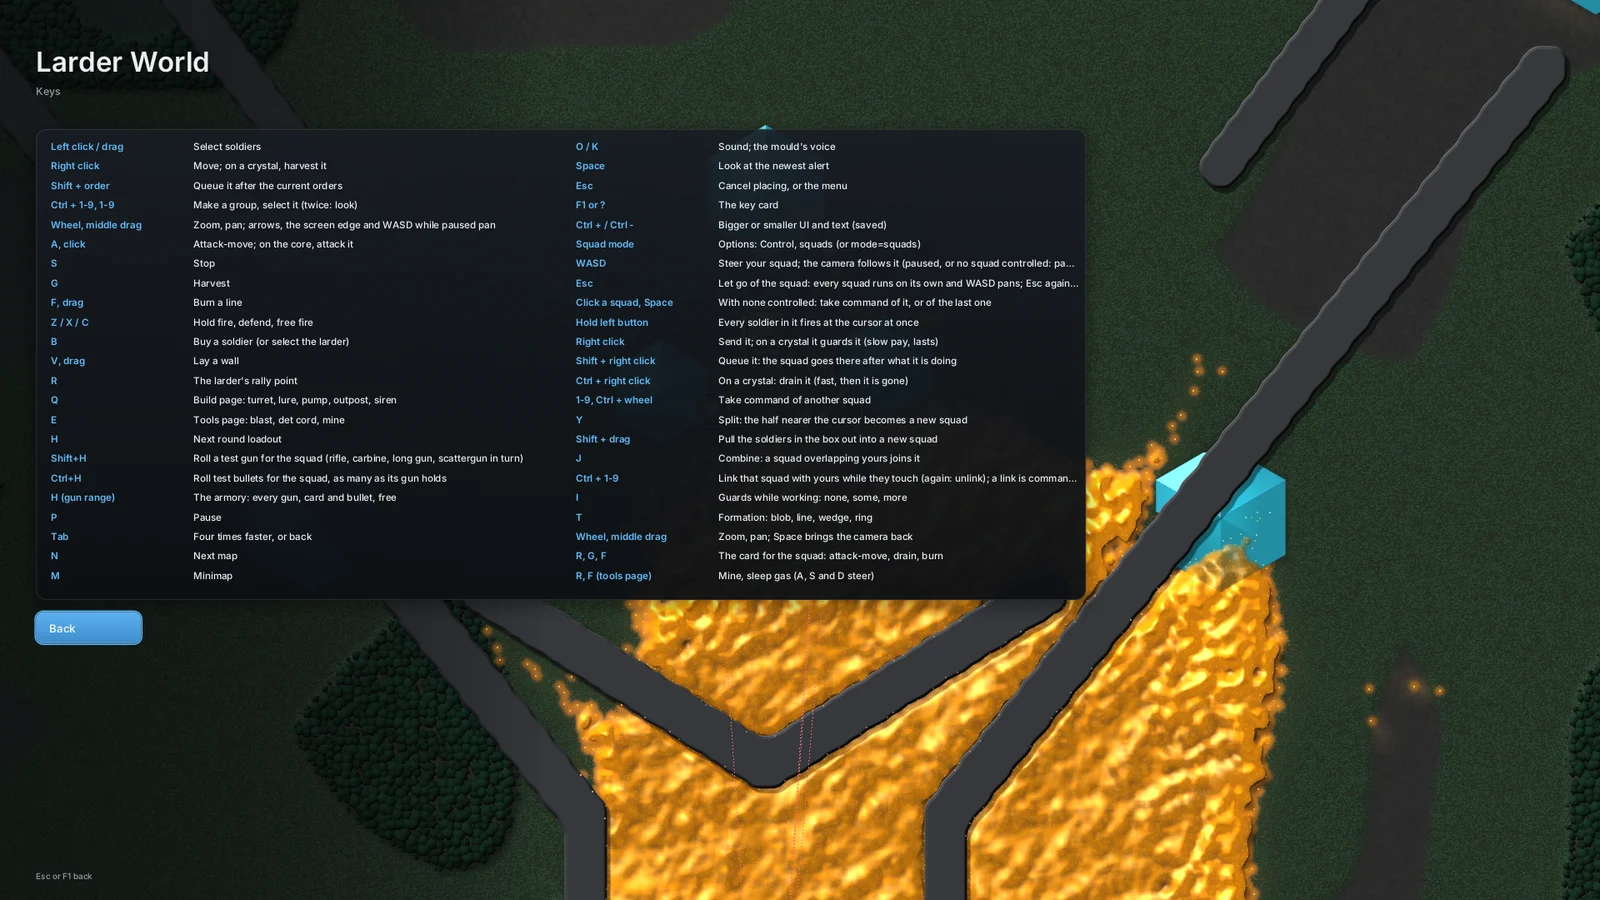 Larder World
Keys
Left click / drag Select soldiers
Right click Move; on a crystal, harvest it
Shift + order Queue it after the current orders
Ctrl + 1-9, 1-9 Make a group, select it (twice: look)
Wheel, middle drag Zoom, pan; arrows, the screen edge and WASD while paused pan
A, click Attack-move; on the core, attack it
S Stop
G Harvest
F, drag Burn a line
Z / X / C Hold fire, defend, free fire
B Buy a soldier (or select the larder)
V, drag Lay a wall
R The larder's rally point
Q Build page: turret, lure, pump, outpost, siren
E Tools page: blast, det cord, mine
H Next round loadout
Shift+H Roll a test gun for the squad (rifle, carbine, long gun, scattergun in turn)
Ctrl+H Roll test bullets for the squad, as many as its gun holds
H (gun range) The armory: every gun, card and bullet, free
P Pause
Tab Four times faster, or back
N Next map
M Minimap
O / K Sound; the mould's voice
Space Look at the newest alert
Esc Cancel placing, or the menu
F1 or ? The key card
Ctrl + / Ctrl - Bigger or smaller UI and text (saved)
Squad mode Options: Control, squads (or mode=squads)
WASD Steer your squad; the camera follows it (paused, or no squad controlled: pa...
Esc Let go of the squad: every squad runs on its own and WASD pans; Esc again...
Click a squad, Space With none controlled: take command of it, or of the last one
Hold left button Every soldier in it fires at the cursor at once
Right click Send it; on a crystal it guards it (slow pay, lasts)
Shift + right click Queue it: the squad goes there after what it is doing
Ctrl + right click On a crystal: drain it (fast, then it is gone)
1-9, Ctrl + wheel Take command of another squad
Y Split: the half nearer the cursor becomes a new squad
Shift + drag Pull the soldiers in the box out into a new squad
J Combine: a squad overlapping yours joins it
Ctrl + 1-9 Link that squad with yours while they touch (again: unlink); a link is comman...
I Guards while working: none, some, more
T Formation: blob, line, wedge, ring
Wheel, middle drag Zoom, pan; Space brings the camera back
R, G, F The card for the squad: attack-move, drain, burn
R, F (tools page) Mine, sleep gas (A, S and D steer)
Back
Esc or F1 back